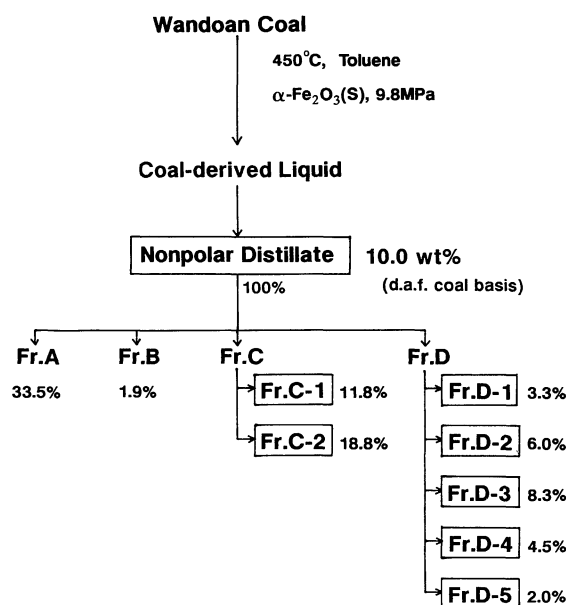 Wandoan Coal
450°C, Toluene
α-Fe₂O₃(S), 9.8MPa
Coal-derived Liquid
Nonpolar Distillate 10.0 wt%
(d.a.f. coal basis)
100%
Fr.A Fr.B Fr.C Fr.D
33.5% 1.9%
Fr.C-1 11.8% Fr.D-1 3.3%
Fr.C-2 18.8% Fr.D-2 6.0%
Fr.D-3 8.3%
Fr.D-4 4.5%
Fr.D-5 2.0%